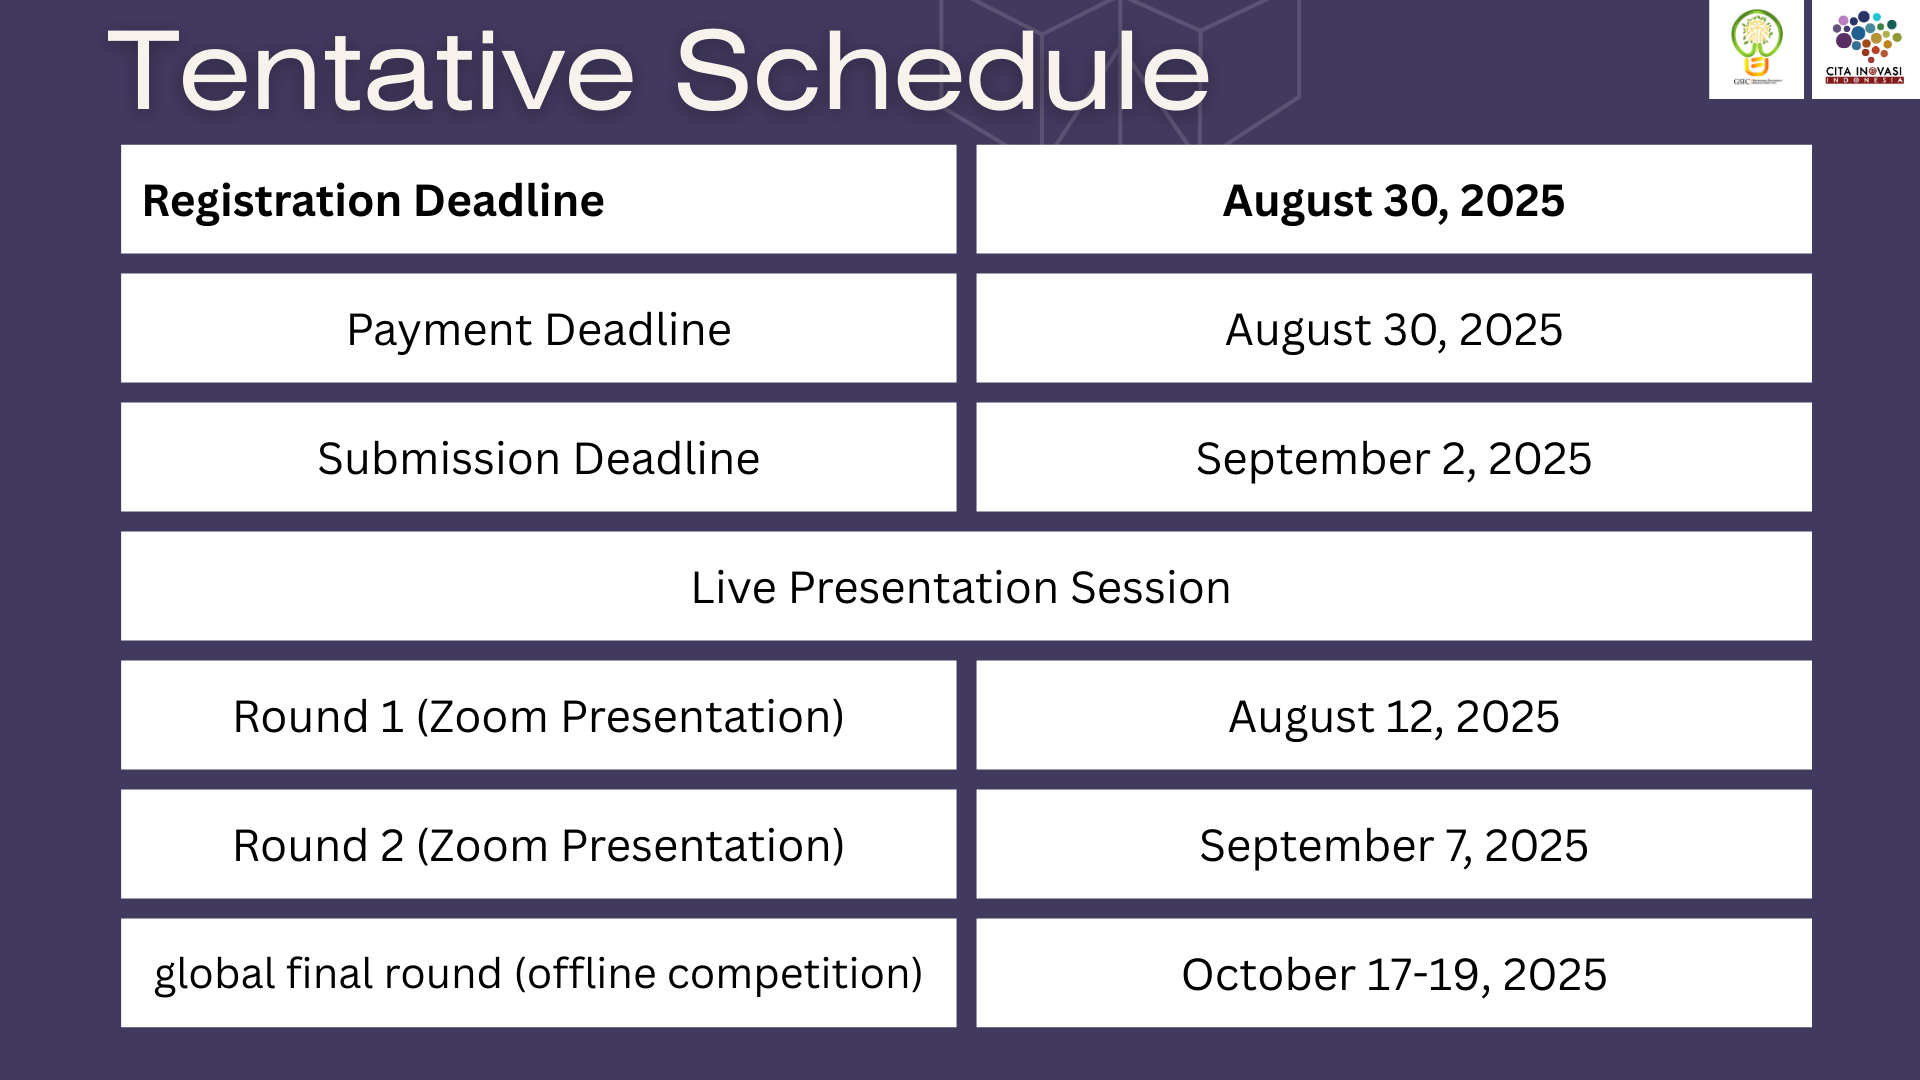 Tentative Schedule
GSIC
CITA INOVASI
INDONESIA
Registration Deadline
August 30, 2025
Payment Deadline
August 30, 2025
Submission Deadline
September 2, 2025
Live Presentation Session
Round 1 (Zoom Presentation)
August 12, 2025
Round 2 (Zoom Presentation)
September 7, 2025
global final round (offline competition)
October 17-19, 2025